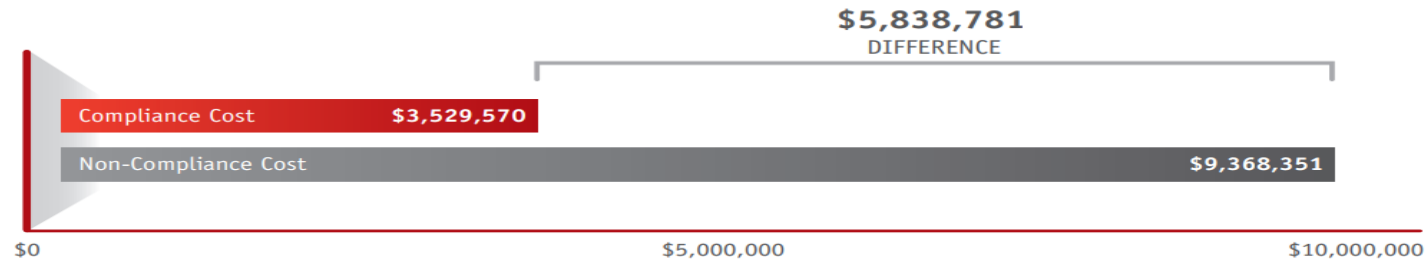 $5,838,781
DIFFERENCE
Compliance Cost $3,529,570
Non-Compliance Cost $9,368,351
$0 $5,000,000 $10,000,000